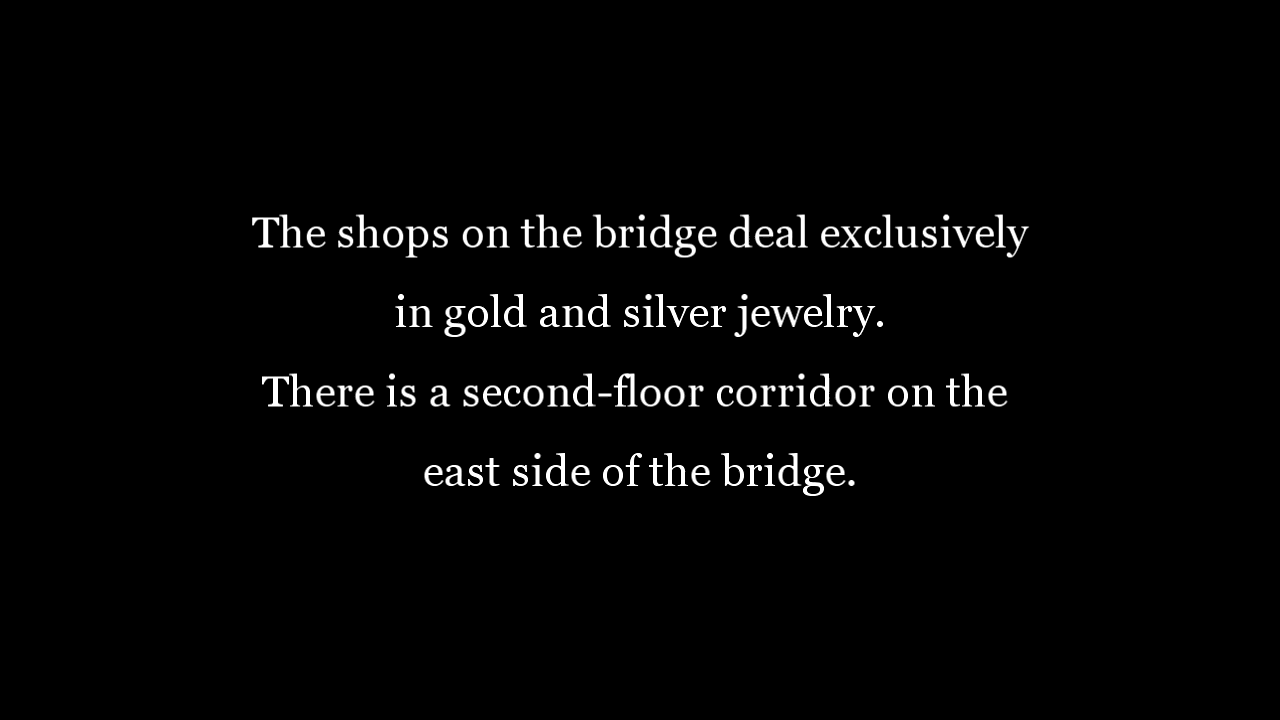 The shops on the bridge deal exclusively
in gold and silver jewelry.
There is a second-floor corridor on the
east side of the bridge.